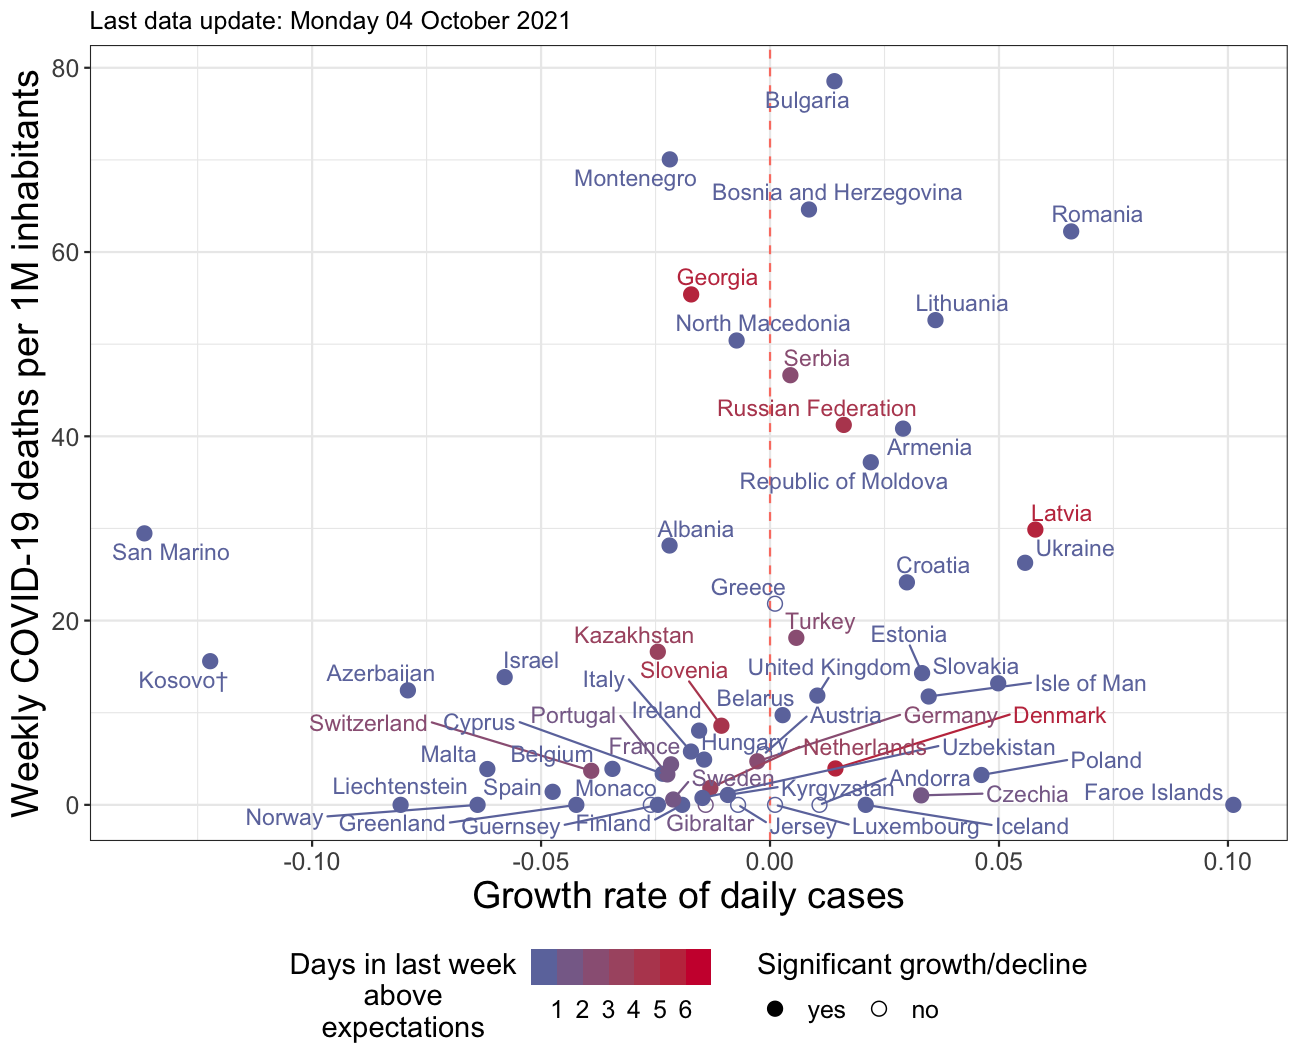 Last data update: Monday 04 October 2021
Weekly COVID-19 deaths per 1M inhabitants
80
60
40
20
0
Bulgaria
Montenegro
Bosnia and Herzegovina
Romania
Georgia
Lithuania
North Macedonia
Serbia
Russian Federation
Armenia
Republic of Moldova
Latvia
Albania
San Marino
Ukraine
Croatia
Greece
Turkey
Kazakhstan
Estonia
Israel
Slovenia
United Kingdom
Slovakia
Kosovo†
Azerbaijan
Italy
Isle of Man
Belarus
Ireland
Portugal
Austria
Germany
Denmark
Switzerland
Cyprus
France
Hungary
Netherlands
Uzbekistan
Malta
Belgium
Poland
Sweden
Andorra
Liechtenstein
Spain
Monaco
Kyrgyzstan
Czechia
Faroe Islands
Norway
Greenland
Guernsey
Finland
Gibraltar
Jersey
Luxembourg
Iceland
-0.10
-0.05
0.00
0.05
0.10
Growth rate of daily cases
Days in last week
above
expectations
1 2 3 4 5 6
Significant growth/decline
yes
no